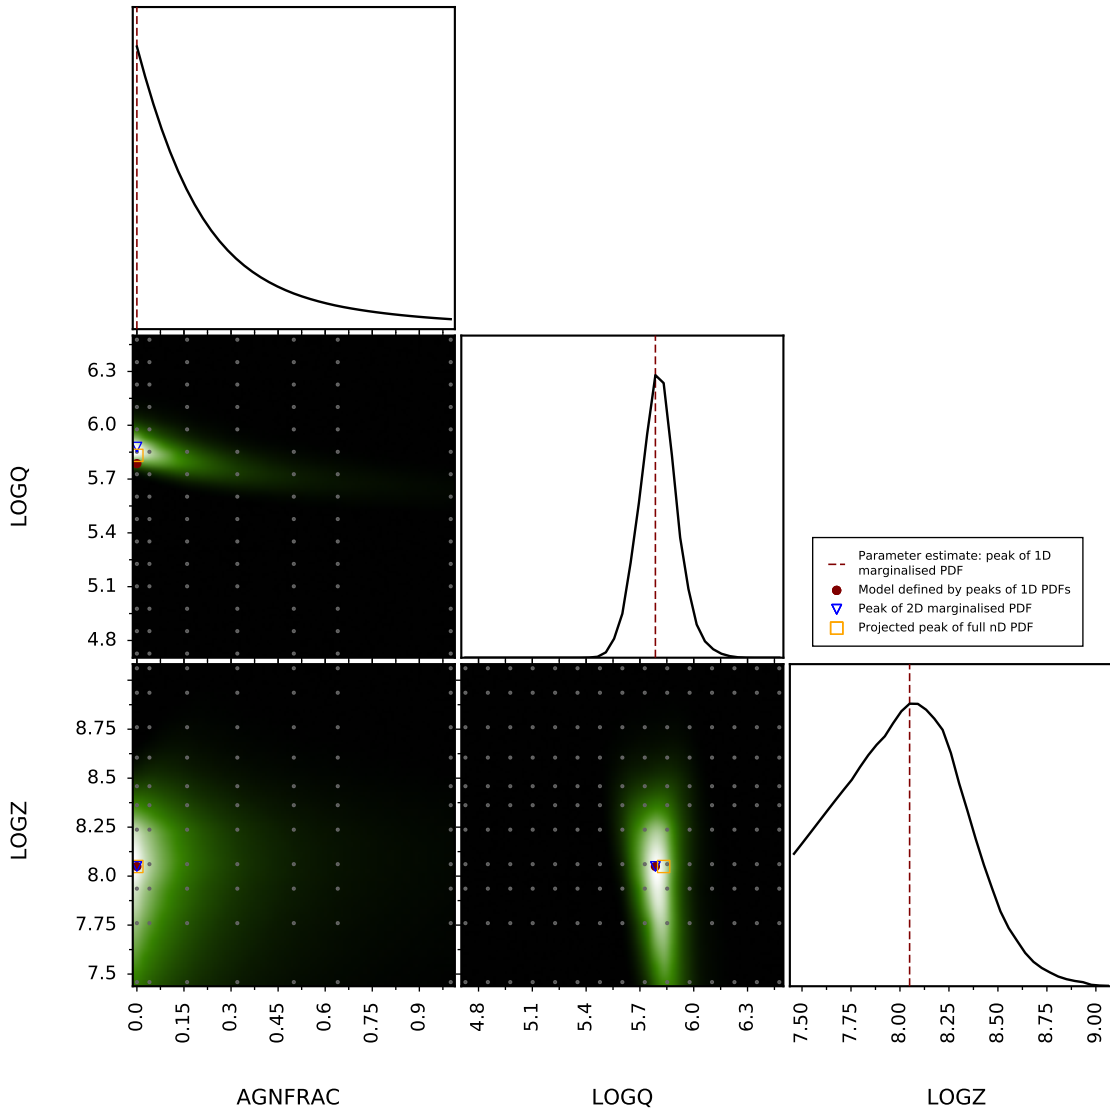 6.3
6.0
5.7
5.4
5.1
4.8
LOGQ
Parameter estimate: peak of 1D
marginalised PDF
Model defined by peaks of 1D PDFs
Peak of 2D marginalised PDF
Projected peak of full nD PDF
8.75
8.5
8.25
8.0
7.75
7.5
LOGZ
0.0 0.15 0.3 0.45 0.6 0.75 0.9
4.8 5.1 5.4 5.7 6.0 6.3
7.50 7.75 8.00 8.25 8.50 8.75 9.00
AGNFRAC LOGQ LOGZ